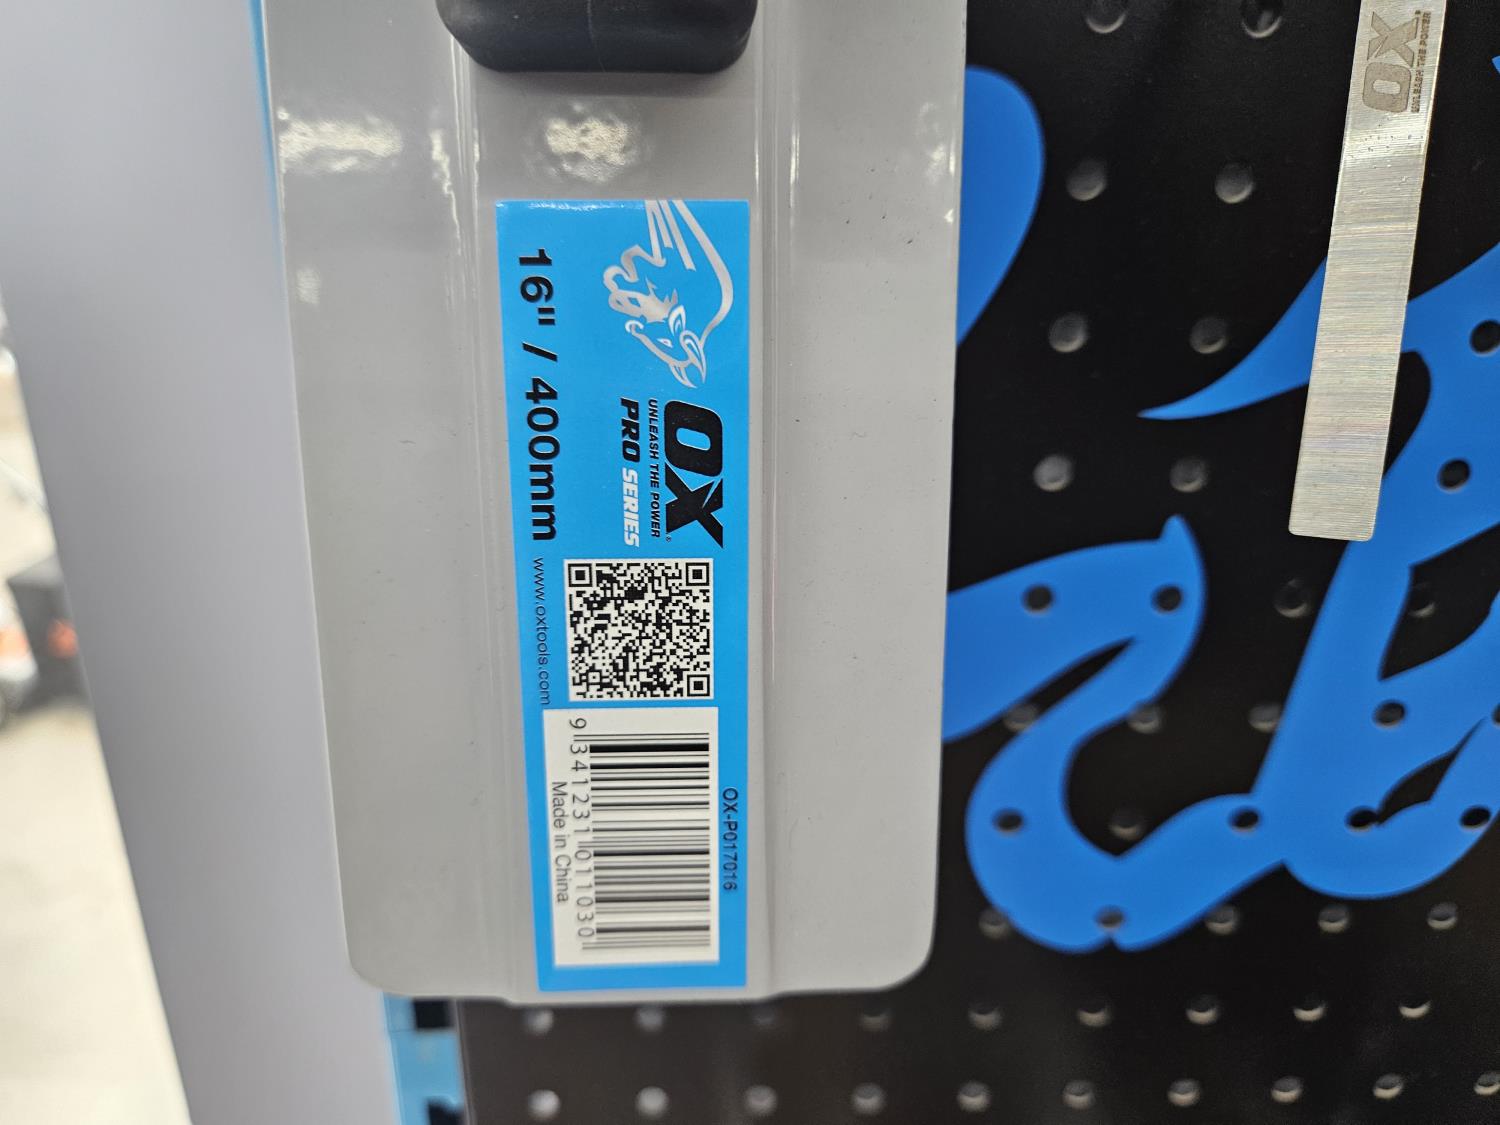 OX-P017016
OX
UNLEASH THE POWER
PRO SERIES
16" / 400mm
www.oxtools.com
9 341231 011030
Made in China
OX
UNLEASH THE POWER